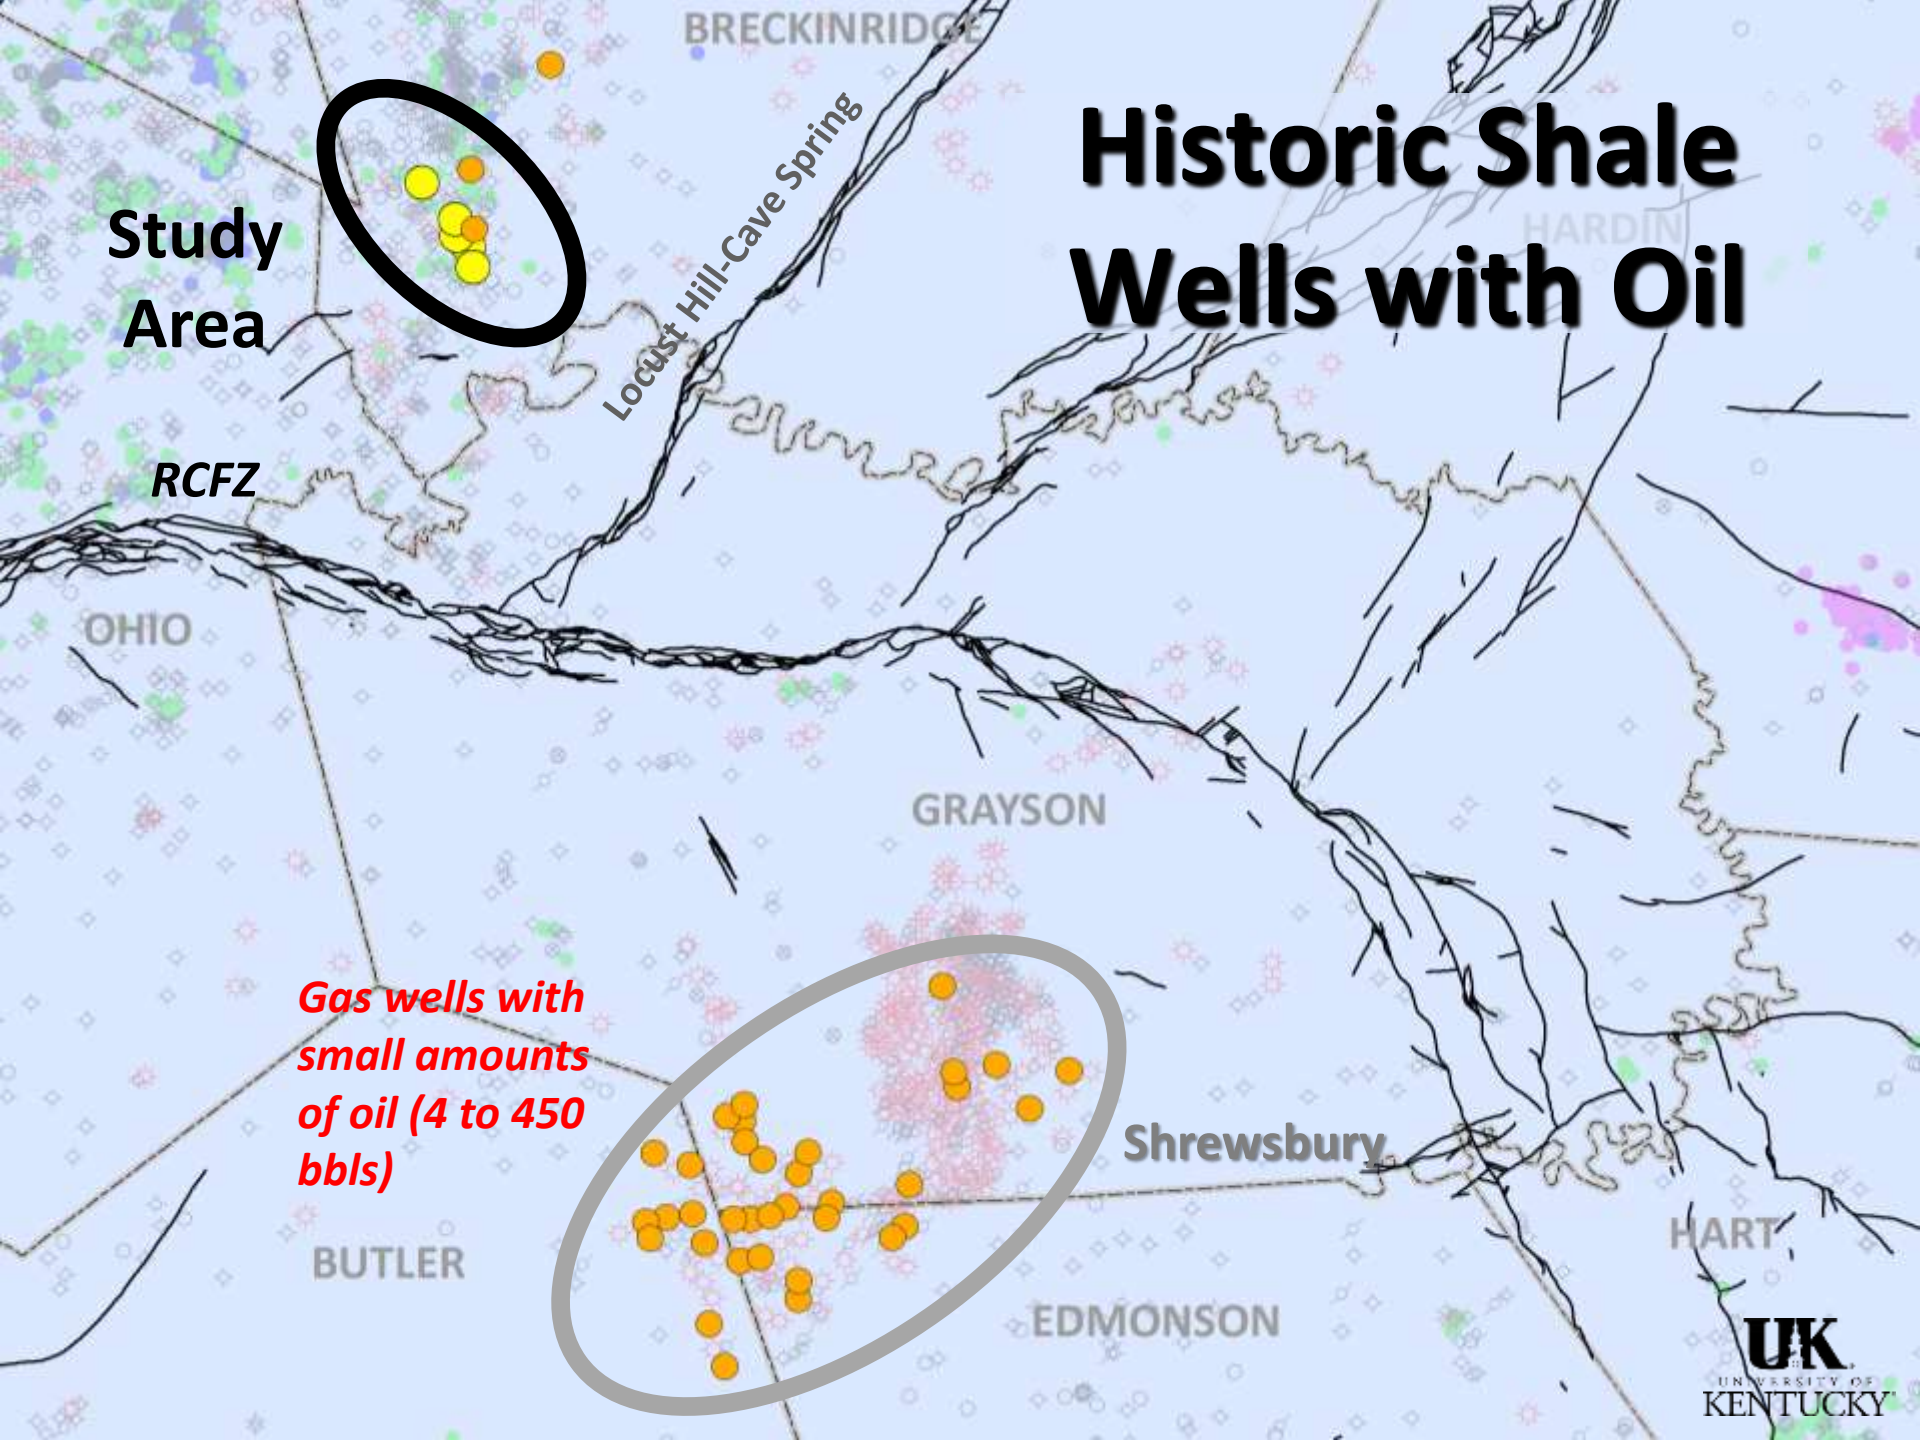 BRECKINRIDGE
Historic Shale
Wells with Oil
HARDIN
Study
Area
Locust Hill-Cave Spring
RCFZ
OHIO
GRAYSON
Gas wells with
small amounts
of oil (4 to 450
bbls)
Shrewsbury
BUTLER
HART
EDMONSON
UK
UNIVERSITY OF
KENTUCKY